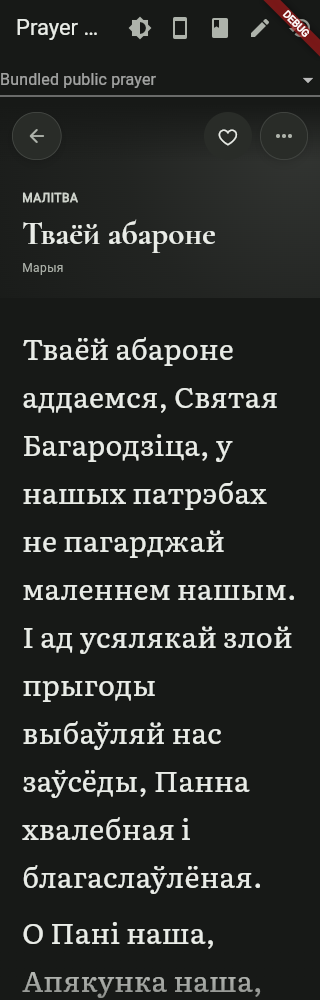 Prayer ...
DEBUG
Bundled public prayer
МАЛІТВА
Тваёй абароне
Марыя
Тваёй абароне
аддаемся, Святая
Багародзіца, у
нашых патрэбах
не пагарджай
маленнем нашым.
І ад усялякай злой
прыгоды
выбаўляй нас
заўсёды, Панна
хвалебная і
благаслаўлёная.
О Пані наша,
Апякунка наша,